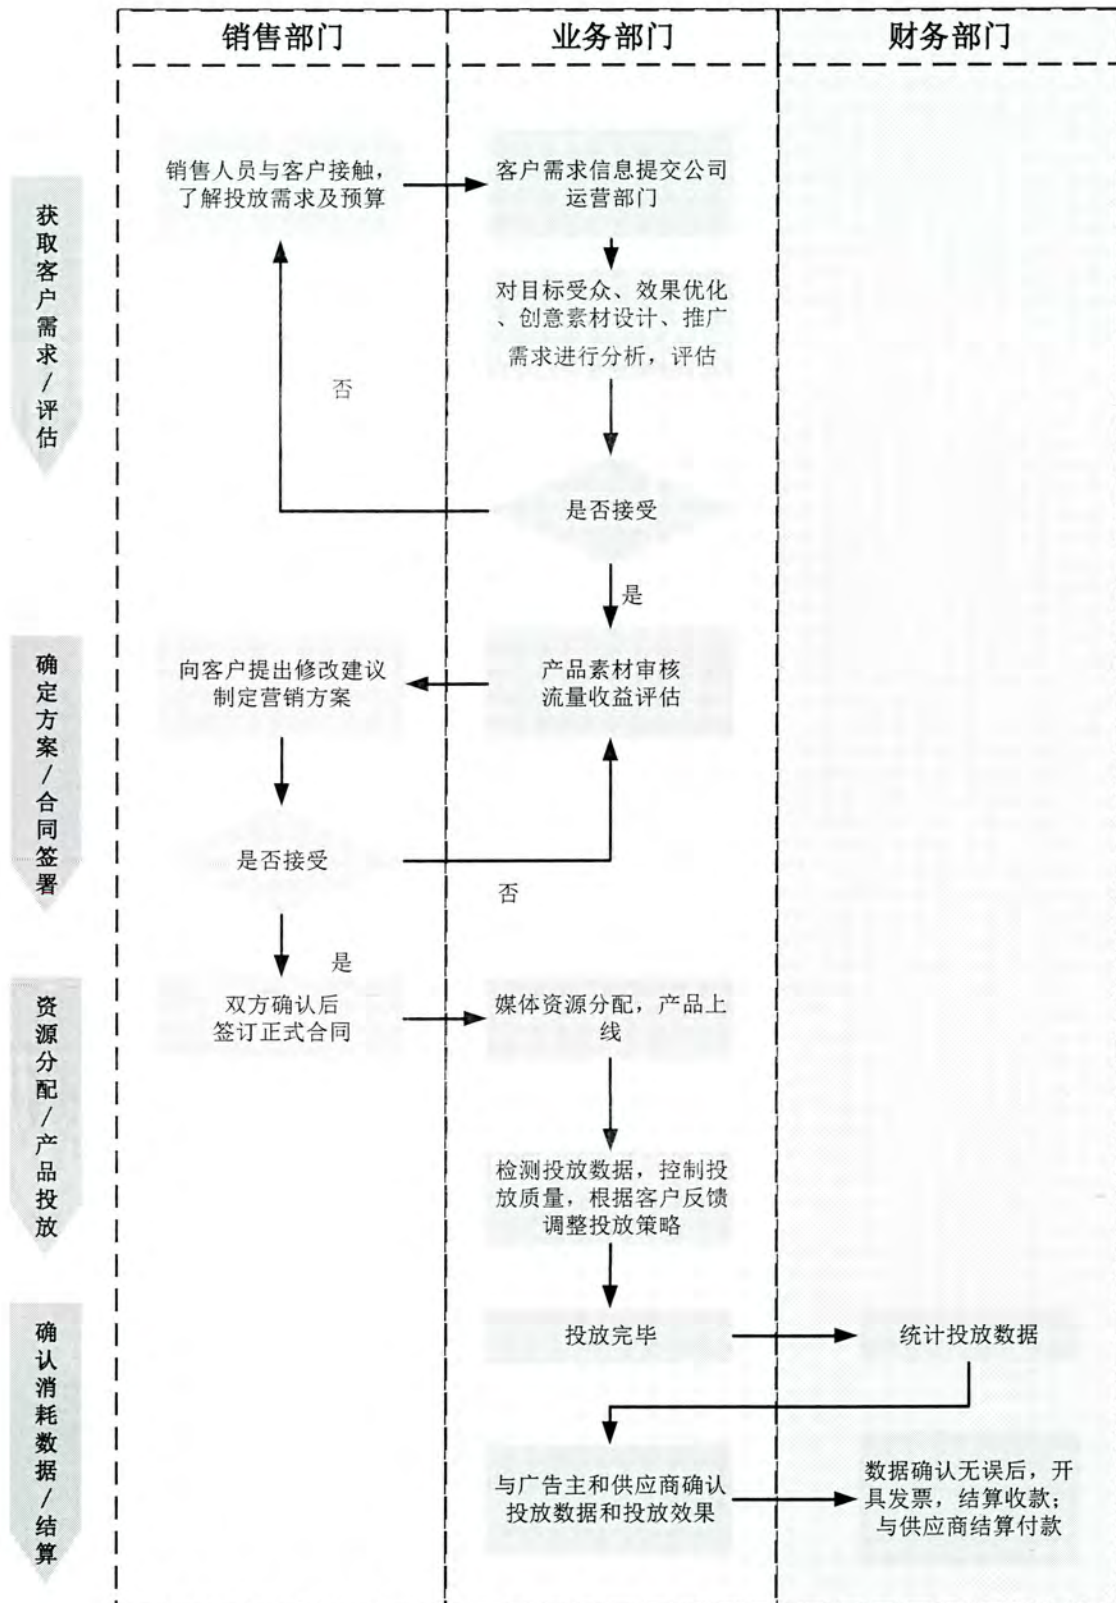 销售部门
业务部门
财务部门
获取客户需求/评估
销售人员与客户接触，
了解投放需求及预算
客户需求信息提交公司
运营部门
对目标受众、效果优化
、创意素材设计、推广
需求进行分析，评估
否
是否接受
是
确定方案/合同签署
向客户提出修改建议
制定营销方案
产品素材审核
流量收益评估
是否接受
否
是
资源分配/产品投放
双方确认后
签订正式合同
媒体资源分配，产品上
线
检测投放数据，控制投
放质量，根据客户反馈
调整投放策略
确认消耗数据/结算
投放完毕
统计投放数据
与广告主和供应商确认
投放数据和投放效果
数据确认无误后，开
具发票，结算收款；
与供应商结算付款